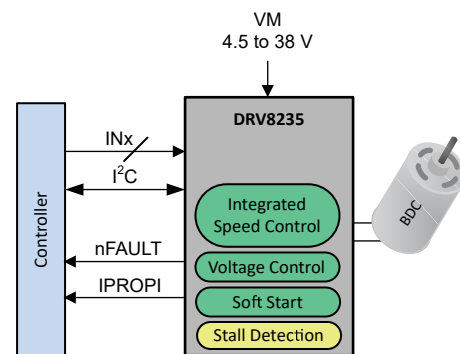 VM
4.5 to 38 V
DRV8235
Controller
INx
I²C
nFAULT
IPROPI
Integrated
Speed Control
Voltage Control
Soft Start
Stall Detection
BDC